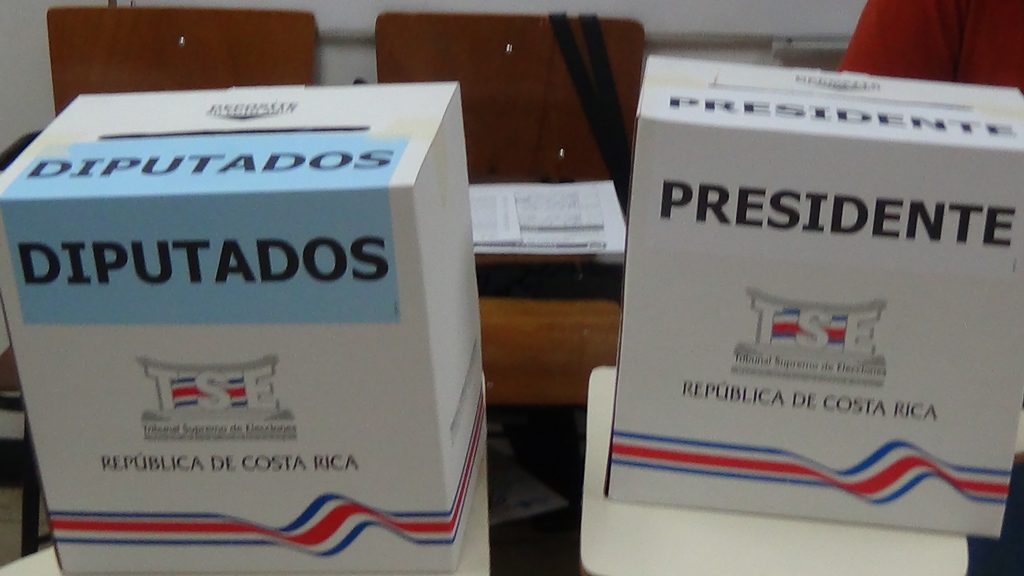 DIPUTADOS
DIPUTADOS
TSE
Tribunal Supremo de Elecciones
REPÚBLICA DE COSTA RICA
PRESIDENTE
PRESIDENTE
TSE
Tribunal Supremo de Elecciones
REPÚBLICA DE COSTA RICA